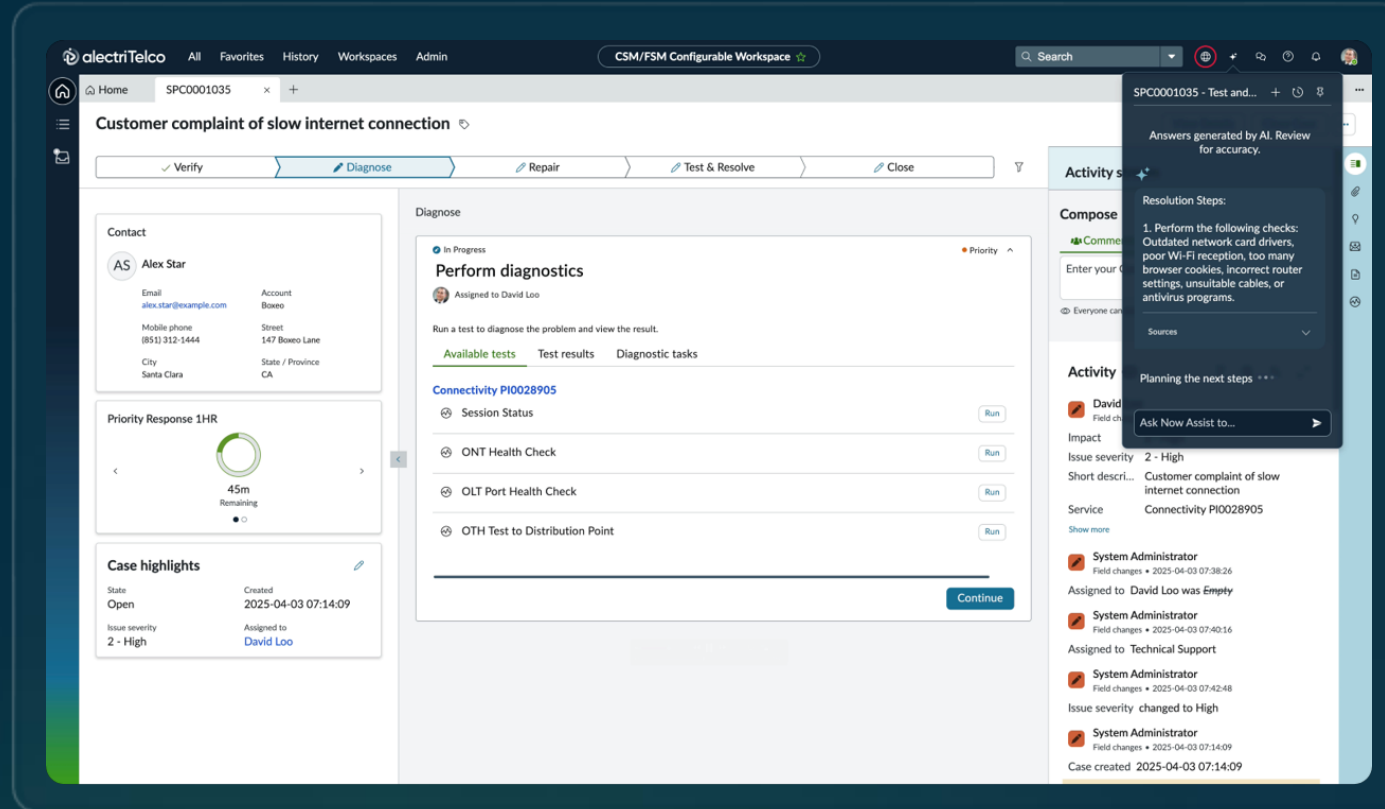 alectriTelco
All
Favorites
History
Workspaces
Admin
CSM/FSM Configurable Workspace
Search
Home
SPC0001035
Customer complaint of slow internet connection
Verify
Diagnose
Repair
Test & Resolve
Close
Contact
AS
Alex Star
Email
alex.star@example.com
Account
Boxeo
Mobile phone
(851) 312-1444
Street
147 Boxeo Lane
City
Santa Clara
State / Province
CA
Priority Response 1HR
45m
Remaining
Case highlights
State
Open
Created
2025-04-03 07:14:09
Issue severity
2 - High
Assigned to
David Loo
Diagnose
In Progress
Priority
Perform diagnostics
Assigned to David Loo
Run a test to diagnose the problem and view the result.
Available tests
Test results
Diagnostic tasks
Connectivity PI0028905
Session Status
Run
ONT Health Check
Run
OLT Port Health Check
Run
OTH Test to Distribution Point
Run
Continue
Activity s
Compose
Comme
Enter your
Everyone can
Activity
David
Field ch
Impact
Issue severity 2 - High
Short descri... Customer complaint of slow
internet connection
Service Connectivity PI0028905
Show more
System Administrator
Field changes • 2025-04-03 07:38:26
Assigned to David Loo was Empty
System Administrator
Field changes • 2025-04-03 07:40:16
Assigned to Technical Support
System Administrator
Field changes • 2025-04-03 07:42:48
Issue severity changed to High
System Administrator
Field changes • 2025-04-03 07:14:09
Case created 2025-04-03 07:14:09
SPC0001035 - Test and...
Answers generated by AI. Review
for accuracy.
Resolution Steps:
1. Perform the following checks:
Outdated network card drivers,
poor Wi-Fi reception, too many
browser cookies, incorrect router
settings, unsuitable cables, or
antivirus programs.
Sources
Planning the next steps
Ask Now Assist to...